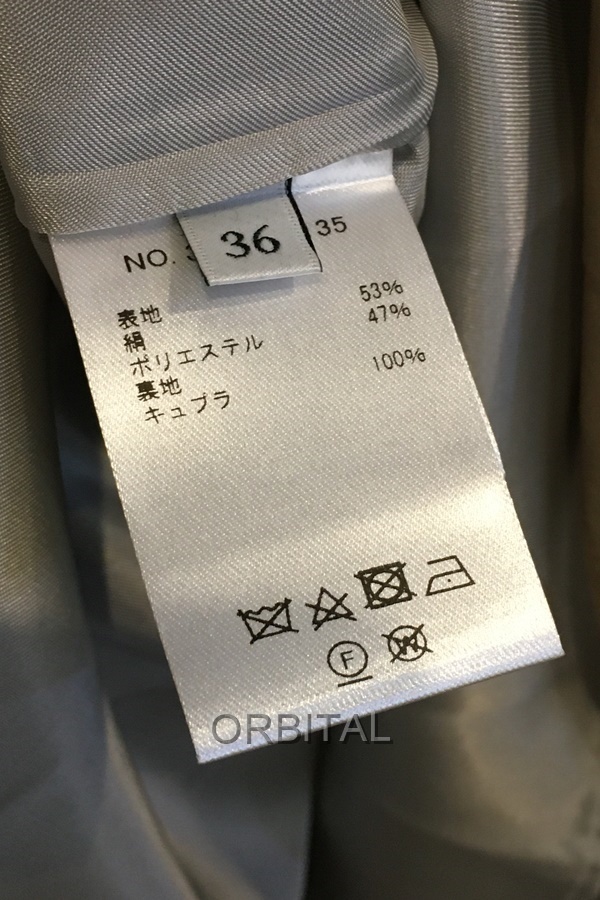 NO. 35
36
表地
絹 53%
ポリエステル 47%
裏地
キュプラ 100%
F
W
ORBITAL